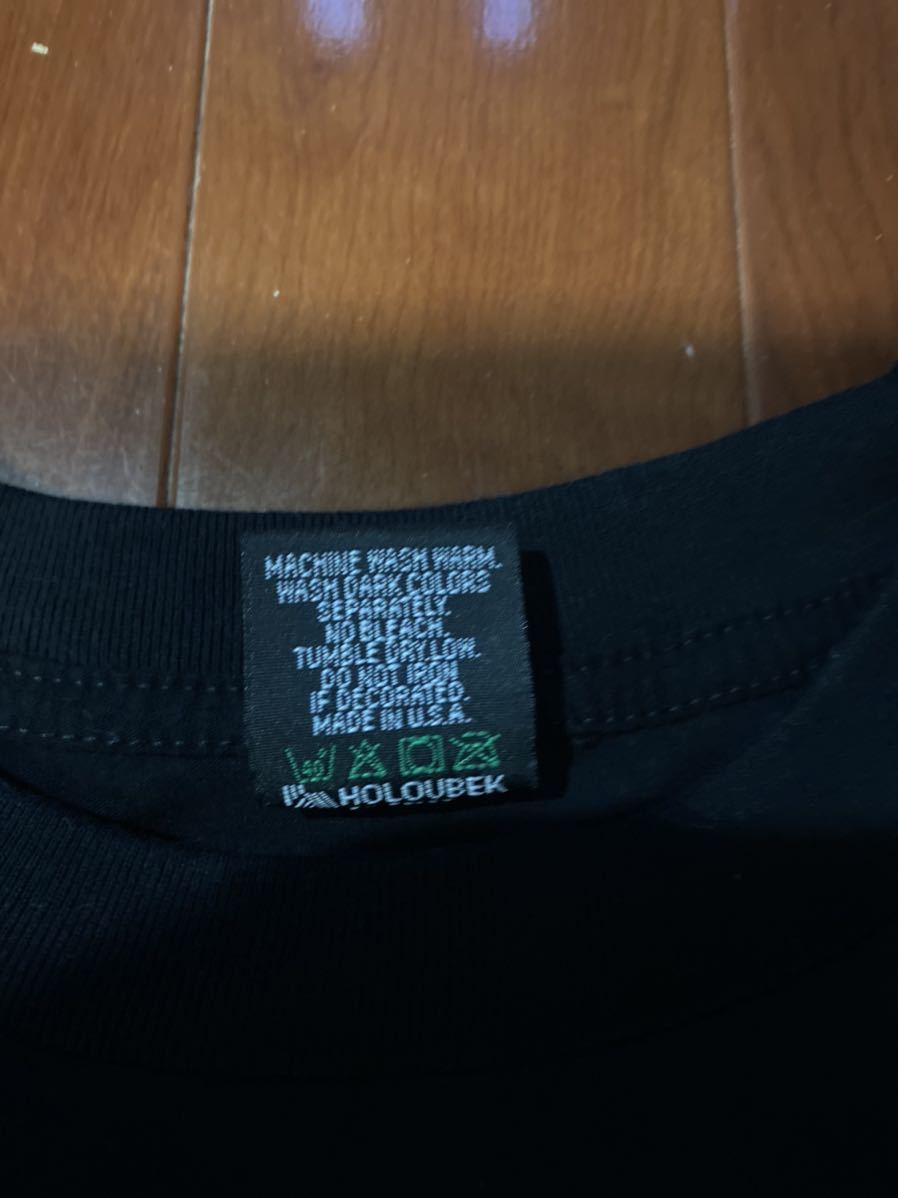 MACHINE WASH WARM.
WASH DARK COLORS
SEPARATELY.
NO BLEACH.
TUMBLE DRY LOW.
DO NOT IRON
IF DECORATED.
MADE IN U.S.A.
HOLOUBEK